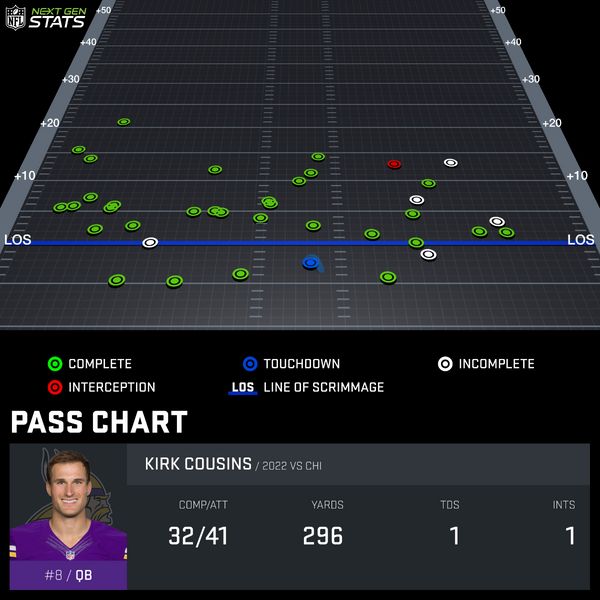 NFL NEXT GEN STATS
+50 +50
+30 +30
+20 +20
+10 +10
LOS LOS
COMPLETE TOUCHDOWN INCOMPLETE
INTERCEPTION LOS LINE OF SCRIMMAGE
PASS CHART
KIRK COUSINS / 2022 VS CHI
COMP/ATT YARDS TDS INTS
32/41 296 1 1
#8 / QB